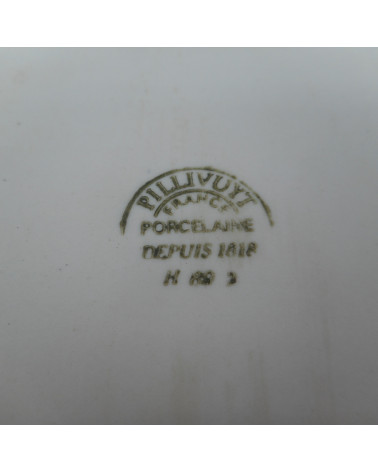 PILLIVUYT
FRANCE
PORCELAINE
DEPUIS 1818
H